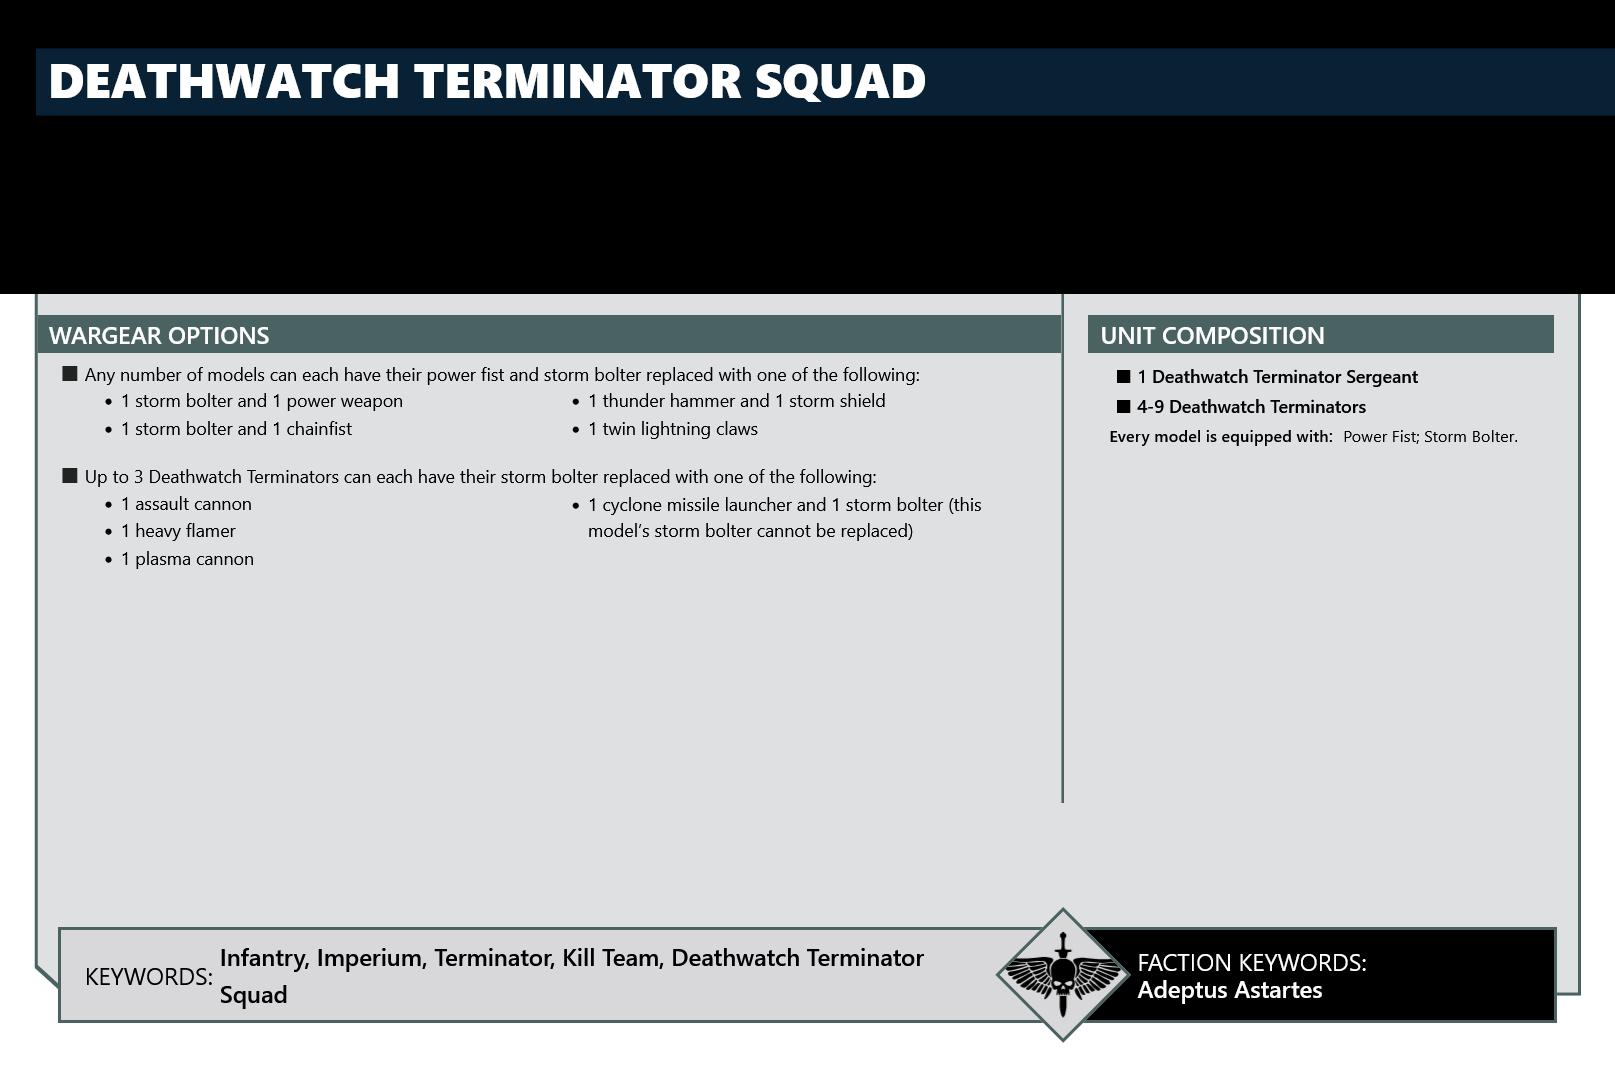 DEATHWATCH TERMINATOR SQUAD
WARGEAR OPTIONS
■ Any number of models can each have their power fist and storm bolter replaced with one of the following:
• 1 storm bolter and 1 power weapon
• 1 storm bolter and 1 chainfist
• 1 thunder hammer and 1 storm shield
• 1 twin lightning claws
■ Up to 3 Deathwatch Terminators can each have their storm bolter replaced with one of the following:
• 1 assault cannon
• 1 heavy flamer
• 1 plasma cannon
• 1 cyclone missile launcher and 1 storm bolter (this
model’s storm bolter cannot be replaced)
UNIT COMPOSITION
■ 1 Deathwatch Terminator Sergeant
■ 4-9 Deathwatch Terminators
Every model is equipped with: Power Fist; Storm Bolter.
KEYWORDS: Infantry, Imperium, Terminator, Kill Team, Deathwatch Terminator
Squad
FACTION KEYWORDS:
Adeptus Astartes